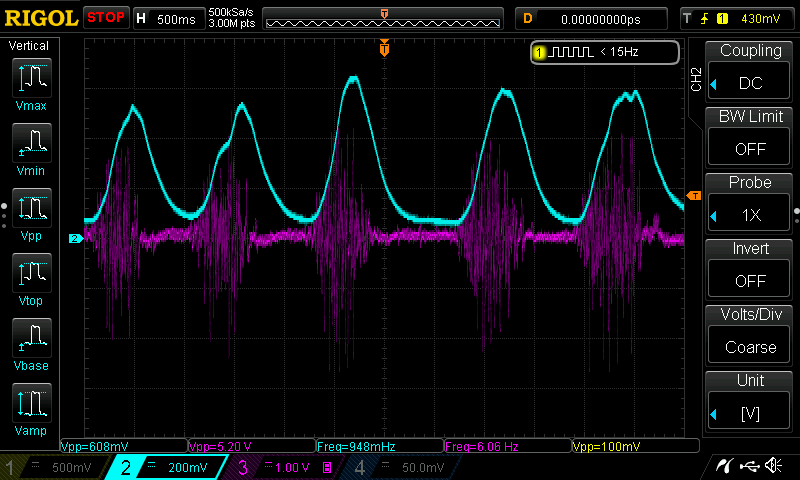 RIGOL STOP H 500ms 500kSa/s 3.00M pts T D 0.00000000ps T 1 430mV
Vertical
1 < 15Hz
T
Vmax
Vmin
Vpp
Vtop
Vbase
Vamp
2
T
CH2
Coupling
DC
BW Limit
OFF
Probe
1X
Invert
OFF
Volts/Div
Coarse
Unit
[V]
Vpp=608mV Vpp=5.20 V Freq=948mHz Freq=6.06 Hz Vpp=100mV
1 500mV 2 200mV 3 1.00 V B 4 50.0mV